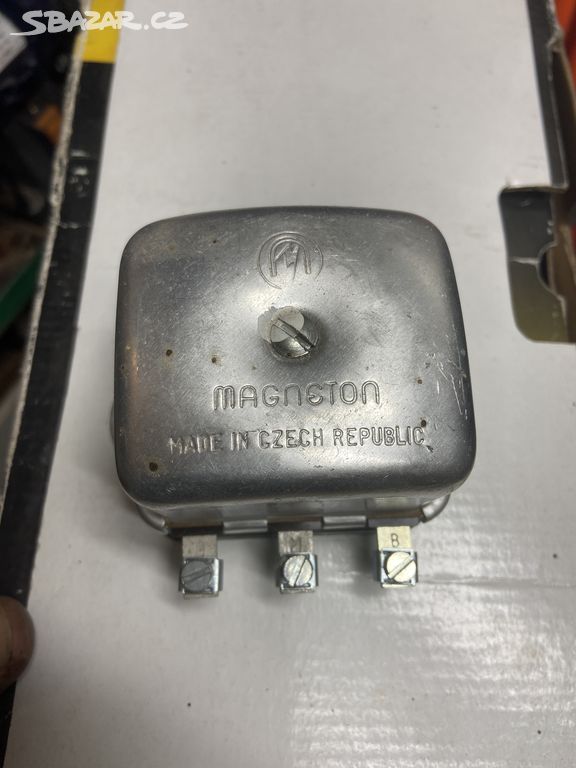 SBAZAR.CZ
MAGNETON
MADE IN CZECH REPUBLIC
M B